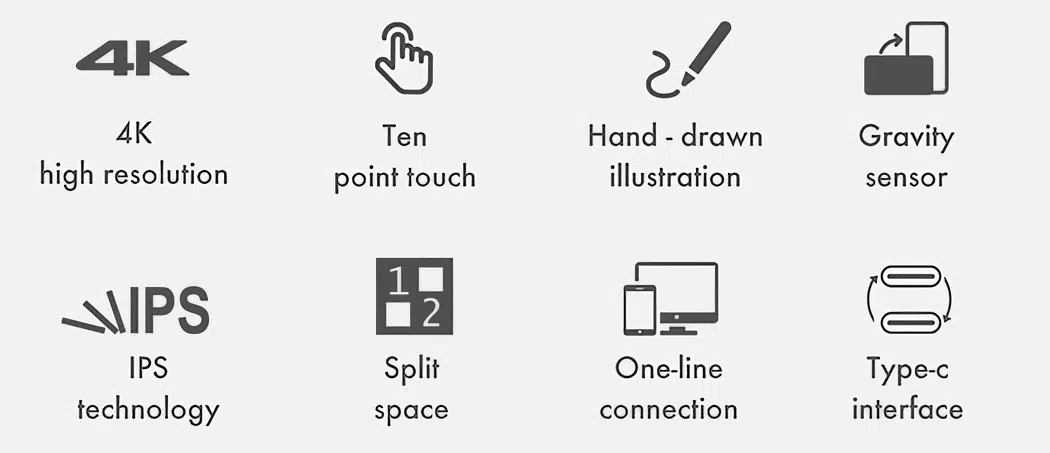 4K
4K
high resolution
Ten
point touch
Hand - drawn
illustration
Gravity
sensor
IPS
IPS
technology
1
2
Split
space
One-line
connection
Type-c
interface